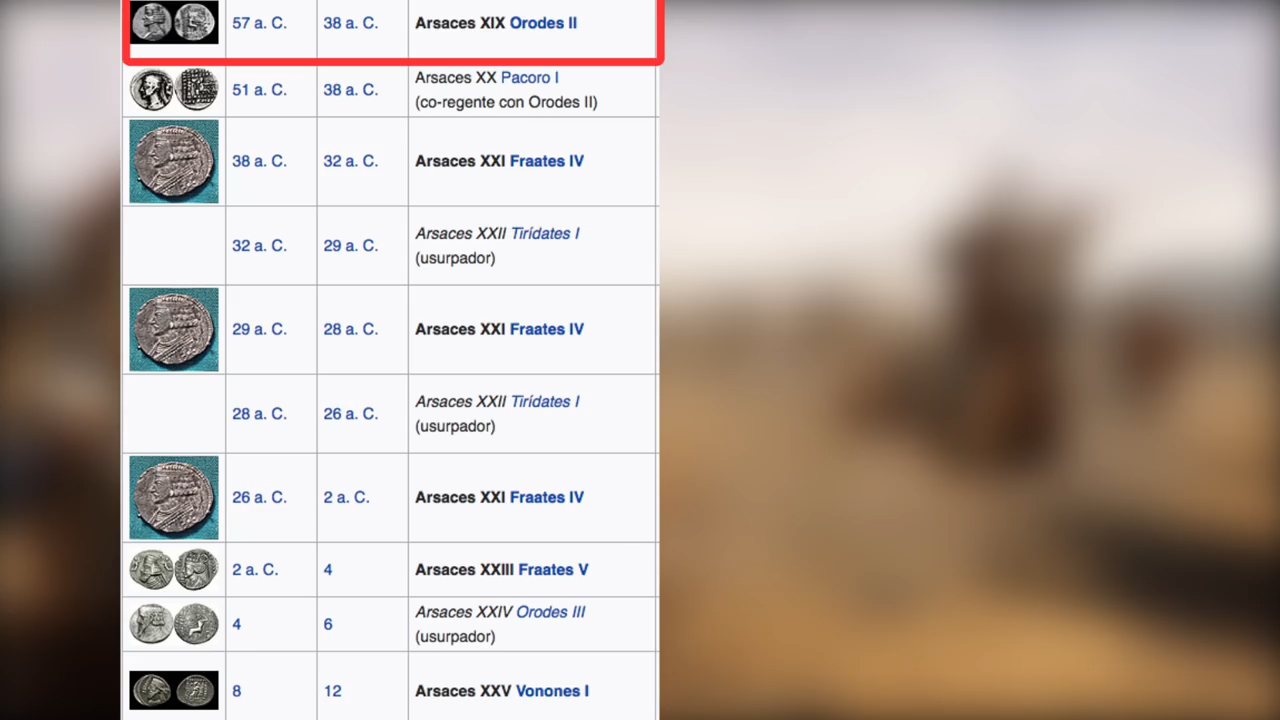 57 a. C. 38 a. C. Arsaces XIX Orodes II
51 a. C. 38 a. C. Arsaces XX Pacoro I
(co-regente con Orodes II)
38 a. C. 32 a. C. Arsaces XXI Fraates IV
32 a. C. 29 a. C. Arsaces XXII Tirídates I
(usurpador)
29 a. C. 28 a. C. Arsaces XXI Fraates IV
28 a. C. 26 a. C. Arsaces XXII Tirídates I
(usurpador)
26 a. C. 2 a. C. Arsaces XXI Fraates IV
2 a. C. 4 Arsaces XXIII Fraates V
4 6 Arsaces XXIV Orodes III
(usurpador)
8 12 Arsaces XXV Vonones I